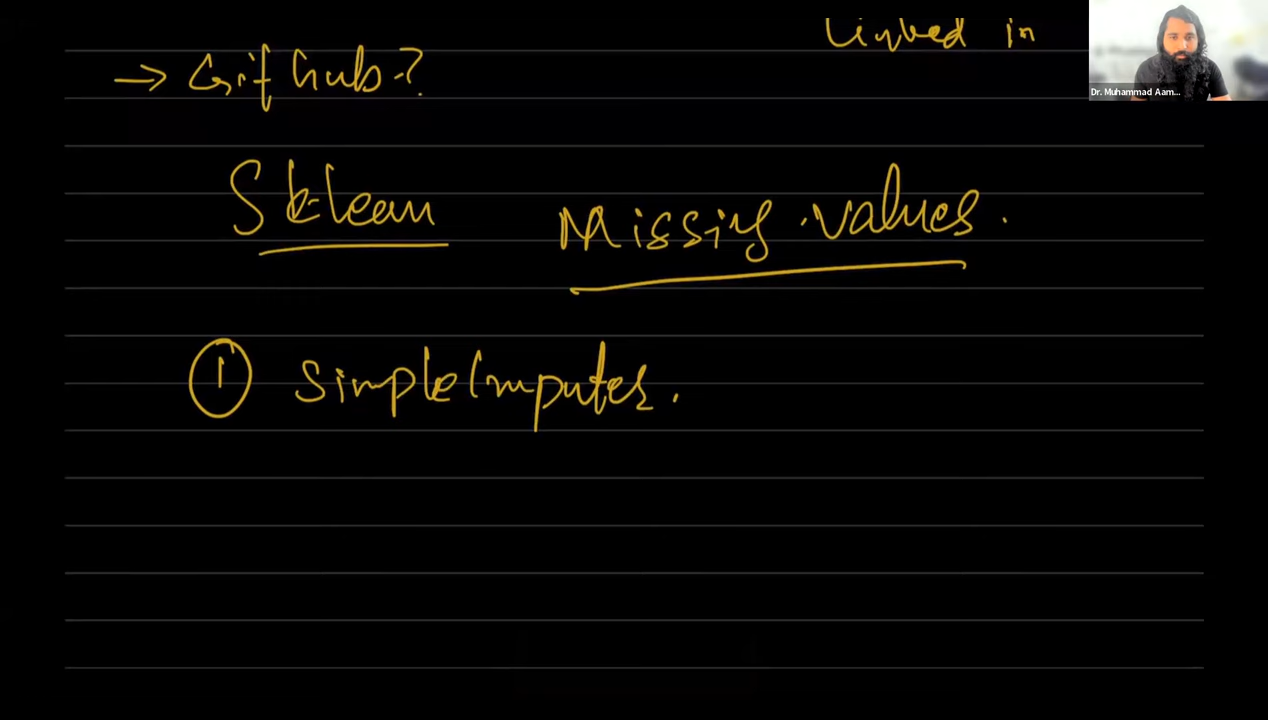 Linked in
Dr. Muhammad Aam...
→ Github?
Sklearn Missing values.
① SimpleImputer.